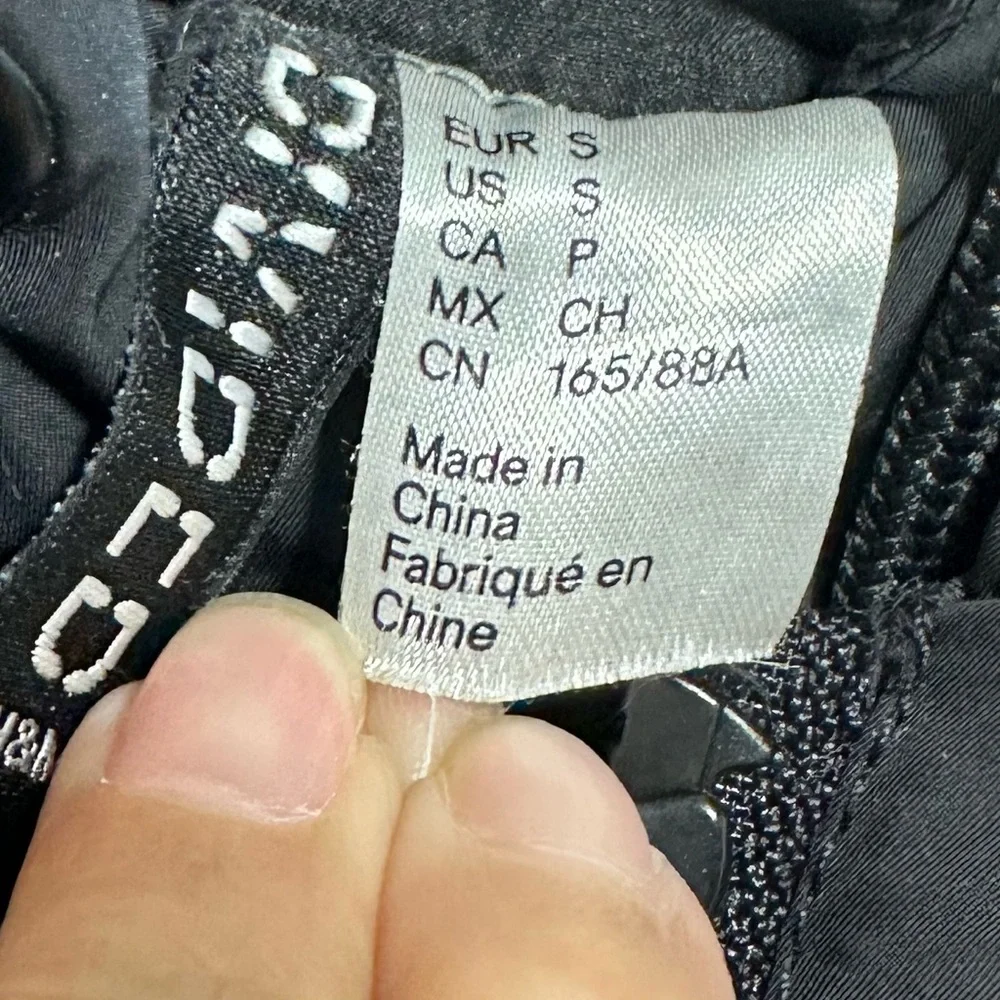 EUR S
US S
CA P
MX CH
CN 165/88A
Made in
China
Fabriqué en
Chine
H&M